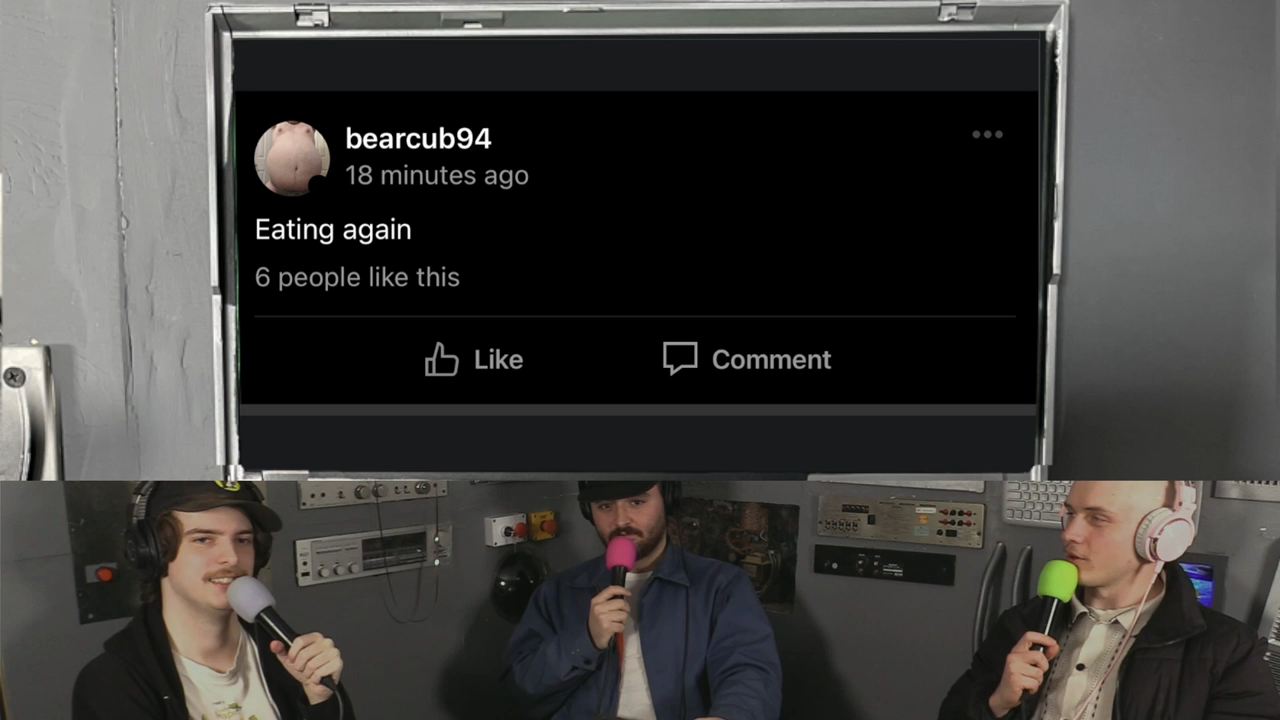 bearcub94
18 minutes ago
Eating again
6 people like this
Like
Comment